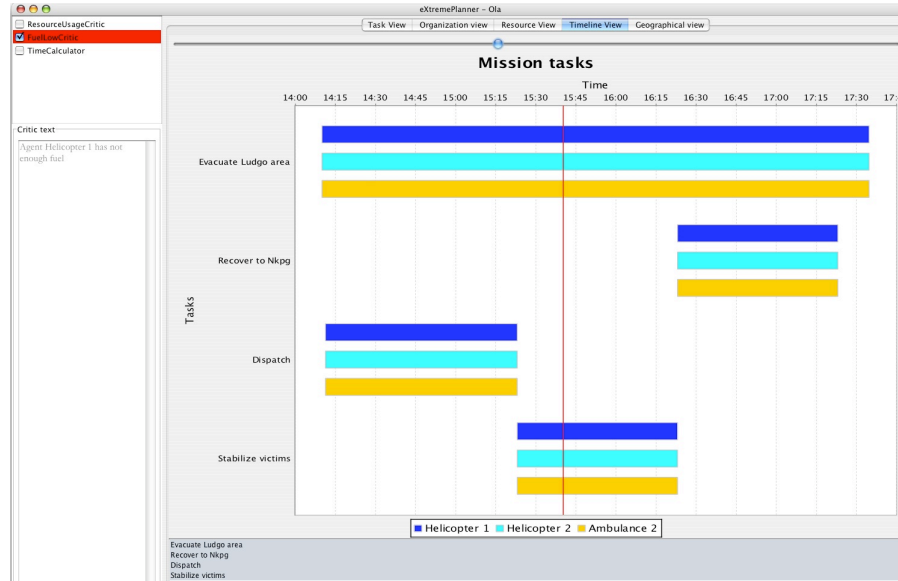 eXtremePlanner - Ola
ResourceUsageCritic
FuelLowCritic
TimeCalculator
Critic text
Agent Helicopter 1 has not
enough fuel
Task View Organization view Resource View Timeline View Geographical view
Mission tasks
Time
14:00 14:15 14:30 14:45 15:00 15:15 15:30 15:45 16:00 16:15 16:30 16:45 17:00 17:15 17:30 17:
Tasks
Evacuate Ludgo area
Recover to Nkpg
Dispatch
Stabilize victims
Helicopter 1 Helicopter 2 Ambulance 2
Evacuate Ludgo area
Recover to Nkpg
Dispatch
Stabilize victims